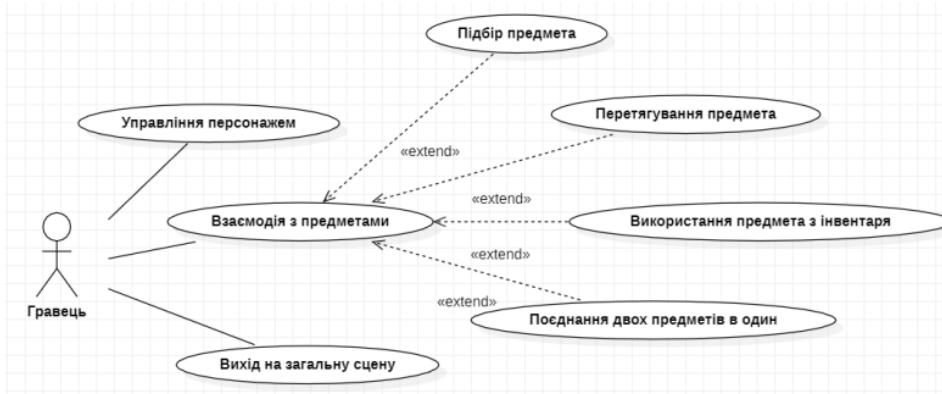 Підбір предмета
Перетягування предмета
Управління персонажем
«extend»
«extend»
Взаємодія з предметами
Використання предмета з інвентаря
«extend»
«extend»
Гравець
Поєднання двох предметів в один
Вихід на загальну сцену